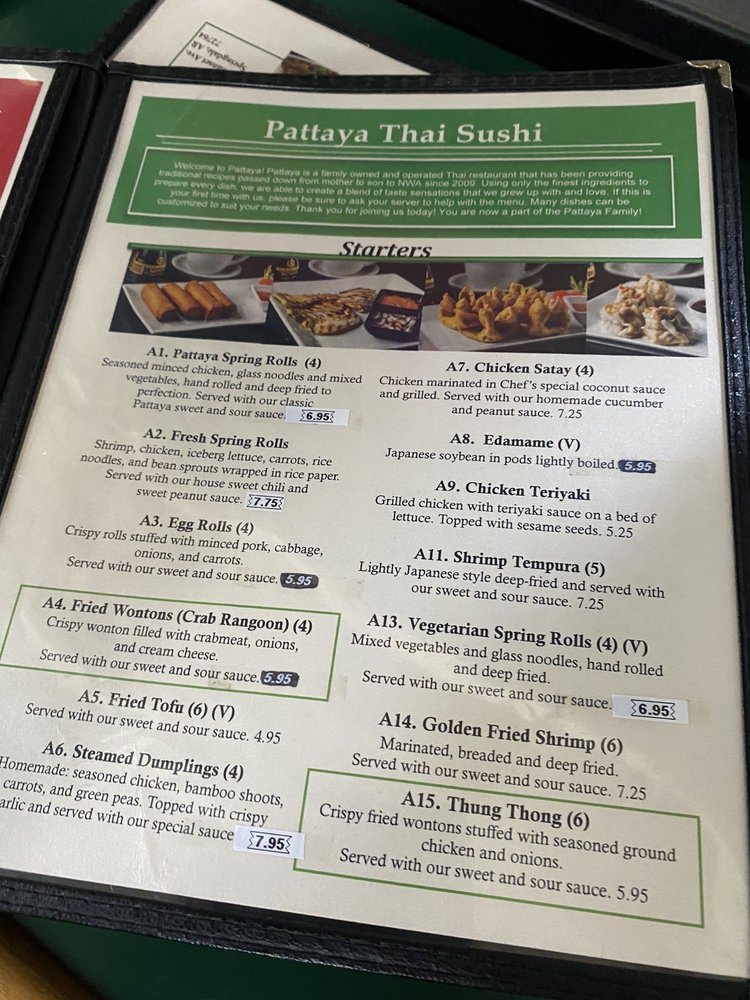 Sunset Ave.
Springdale, AR
72764
Pattaya Thai Sushi
Welcome to Pattaya! Pattaya is a family owned and operated Thai restaurant that has been providing
traditional recipes passed down from mother to son to NWA since 2009. Using only the finest ingredients to
prepare every dish, we are able to create a blend of taste sensations that we grew up with and love. If this is
your first time with us, please be sure to ask your server to help with the menu. Many dishes can be
customized to suit your needs. Thank you for joining us today! You are now a part of the Pattaya Family!
Starters
A1. Pattaya Spring Rolls (4)
Seasoned minced chicken, glass noodles and mixed
vegetables, hand rolled and deep fried to
perfection. Served with our classic
Pattaya sweet and sour sauce. 6.95
A2. Fresh Spring Rolls
Shrimp, chicken, iceberg lettuce, carrots, rice
noodles, and bean sprouts wrapped in rice paper.
Served with our house sweet chili and
sweet peanut sauce. 7.75
A3. Egg Rolls (4)
Crispy rolls stuffed with minced pork, cabbage,
onions, and carrots.
Served with our sweet and sour sauce. 5.95
A4. Fried Wontons (Crab Rangoon) (4)
Crispy wonton filled with crabmeat, onions,
and cream cheese.
Served with our sweet and sour sauce. 5.95
A5. Fried Tofu (6) (V)
Served with our sweet and sour sauce. 4.95
A6. Steamed Dumplings (4)
Homemade: seasoned chicken, bamboo shoots,
carrots, and green peas. Topped with crispy
arlic and served with our special sauce 7.95
A7. Chicken Satay (4)
Chicken marinated in Chef's special coconut sauce
and grilled. Served with our homemade cucumber
and peanut sauce. 7.25
A8. Edamame (V)
Japanese soybean in pods lightly boiled. 5.95
A9. Chicken Teriyaki
Grilled chicken with teriyaki sauce on a bed of
lettuce. Topped with sesame seeds. 5.25
A11. Shrimp Tempura (5)
Lightly Japanese style deep-fried and served with
our sweet and sour sauce. 7.25
A13. Vegetarian Spring Rolls (4) (V)
Mixed vegetables and glass noodles, hand rolled
and deep fried.
Served with our sweet and sour sauce. 6.95
A14. Golden Fried Shrimp (6)
Marinated, breaded and deep fried.
Served with our sweet and sour sauce. 7.25
A15. Thung Thong (6)
Crispy fried wontons stuffed with seasoned ground
chicken and onions.
Served with our sweet and sour sauce. 5.95